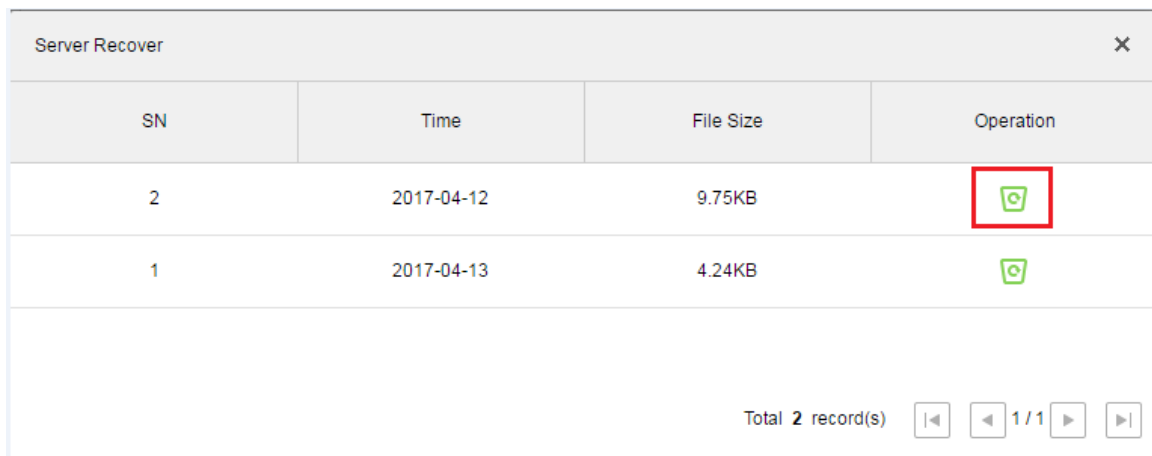 Server Recover ×
SN Time File Size Operation
2 2017-04-12 9.75KB
1 2017-04-13 4.24KB
Total 2 record(s) 1 / 1